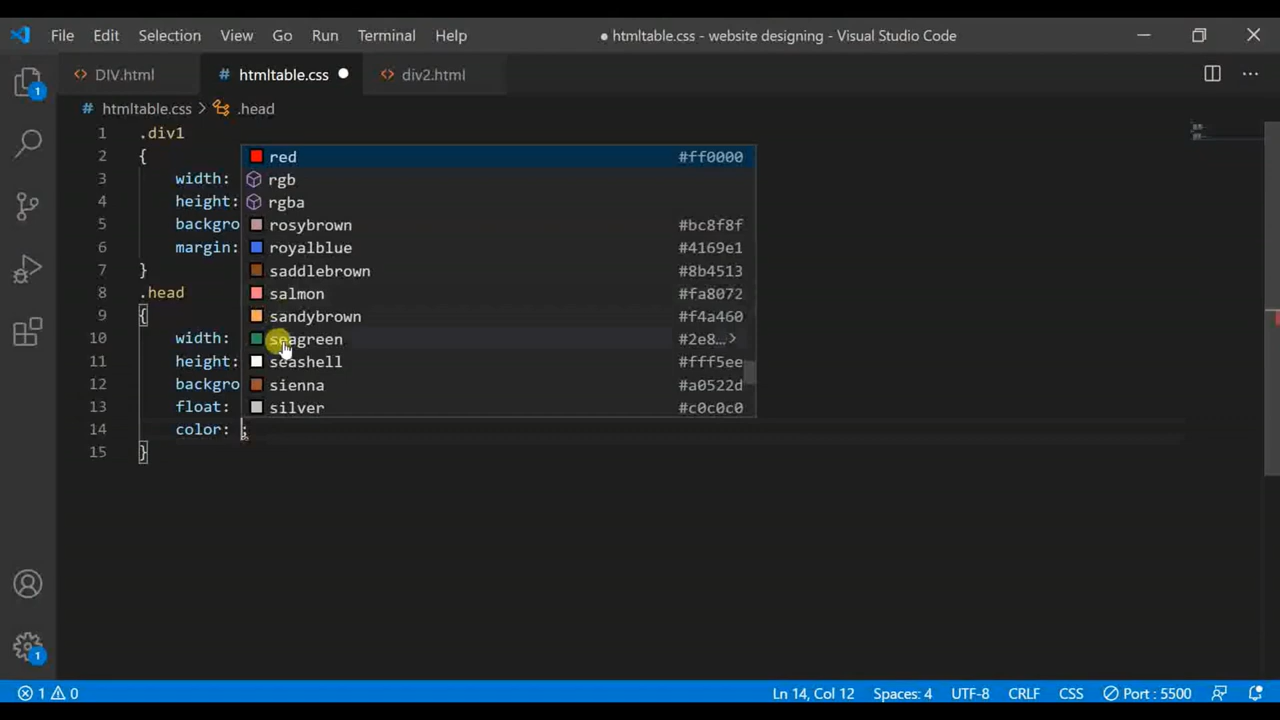 File Edit Selection View Go Run Terminal Help
● htmltable.css - website designing - Visual Studio Code
DIV.html
# htmltable.css
div2.html
# htmltable.css > .head
1 .div1
2 {
3 width:
4 height:
5 backgro
6 margin:
7 }
8 .head
9 {
10 width:
11 height:
12 backgro
13 float:
14 color: ;
15 }
red #ff0000
rgb
rgba
rosybrown #bc8f8f
royalblue #4169e1
saddlebrown #8b4513
salmon #fa8072
sandybrown #f4a460
seagreen #2e8… >
seashell #fff5ee
sienna #a0522d
silver #c0c0c0
1
1
1 0
Ln 14, Col 12 Spaces: 4 UTF-8 CRLF CSS Port : 5500